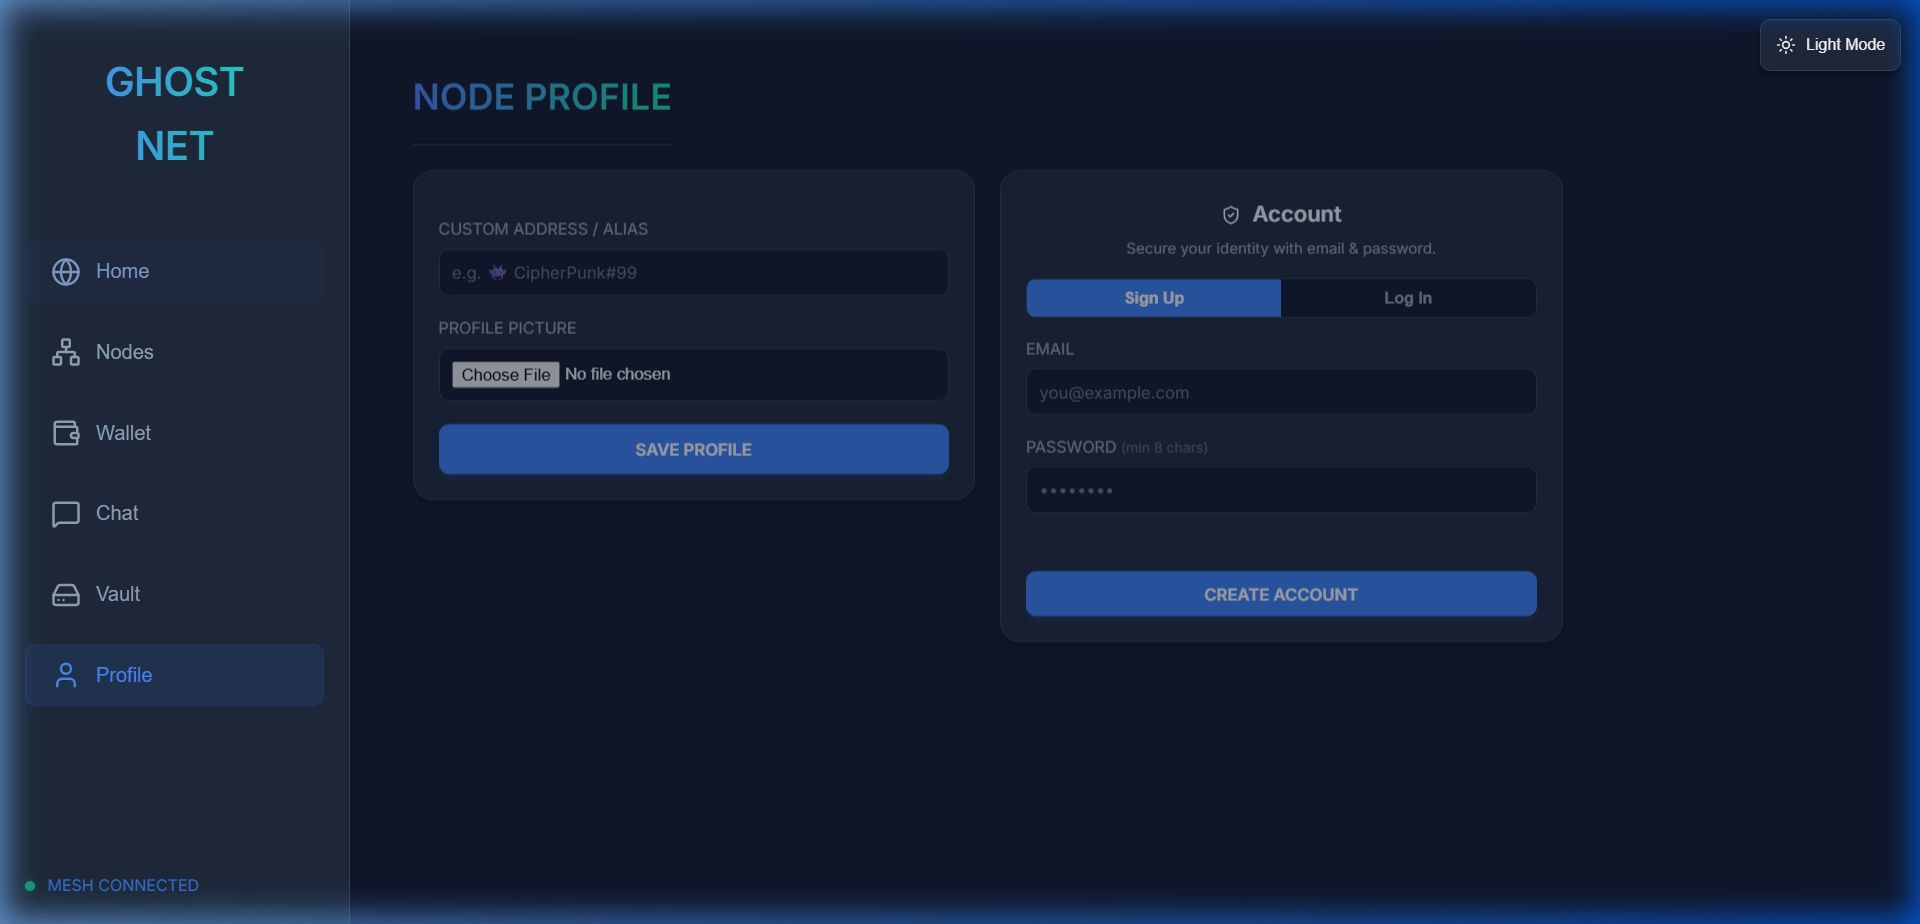 GHOST
NET
Home
Nodes
Wallet
Chat
Vault
Profile
MESH CONNECTED
Light Mode
NODE PROFILE
CUSTOM ADDRESS / ALIAS
e.g. 👾 CipherPunk#99
PROFILE PICTURE
Choose File No file chosen
SAVE PROFILE
Account
Secure your identity with email & password.
Sign Up
Log In
EMAIL
you@example.com
PASSWORD (min 8 chars)
••••••••
CREATE ACCOUNT